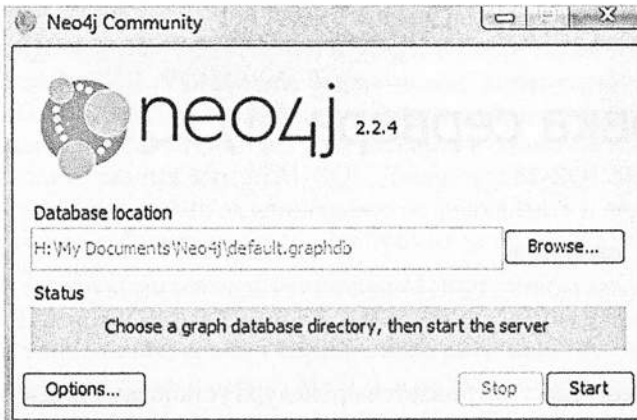 Neo4j Community
neo4j 2.2.4
Database location
H:\My Documents\Neo4j\default.graphdb
Browse...
Status
Choose a graph database directory, then start the server
Options...
Stop
Start